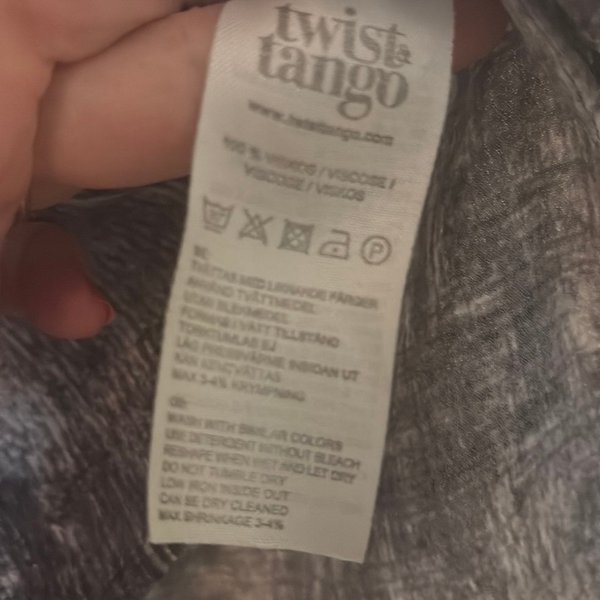 twist &
tango
www.twisttango.com
100 % VISKOS / VISCOSE /
VISCOSE / VISKOS
P
SE:
TVÄTTAS MED LIKNANDE FÄRGER
ANVÄND TVÄTTMEDEL
UTAN BLEKMEDEL
FORMAS I VÅTT TILLSTÅND
TORKTUMLAS EJ
LÅG PRESSVÄRME INSIDAN UT
KAN KEMTVÄTTAS
MAX 3-4% KRYMPNING
GB:
WASH WITH SIMILAR COLORS
USE DETERGENT WITHOUT BLEACH
RESHAPE WHEN WET AND LET DRY
DO NOT TUMBLE DRY
LOW IRON INSIDE OUT
CAN BE DRY CLEANED
MAX SHRINKAGE 3-4%